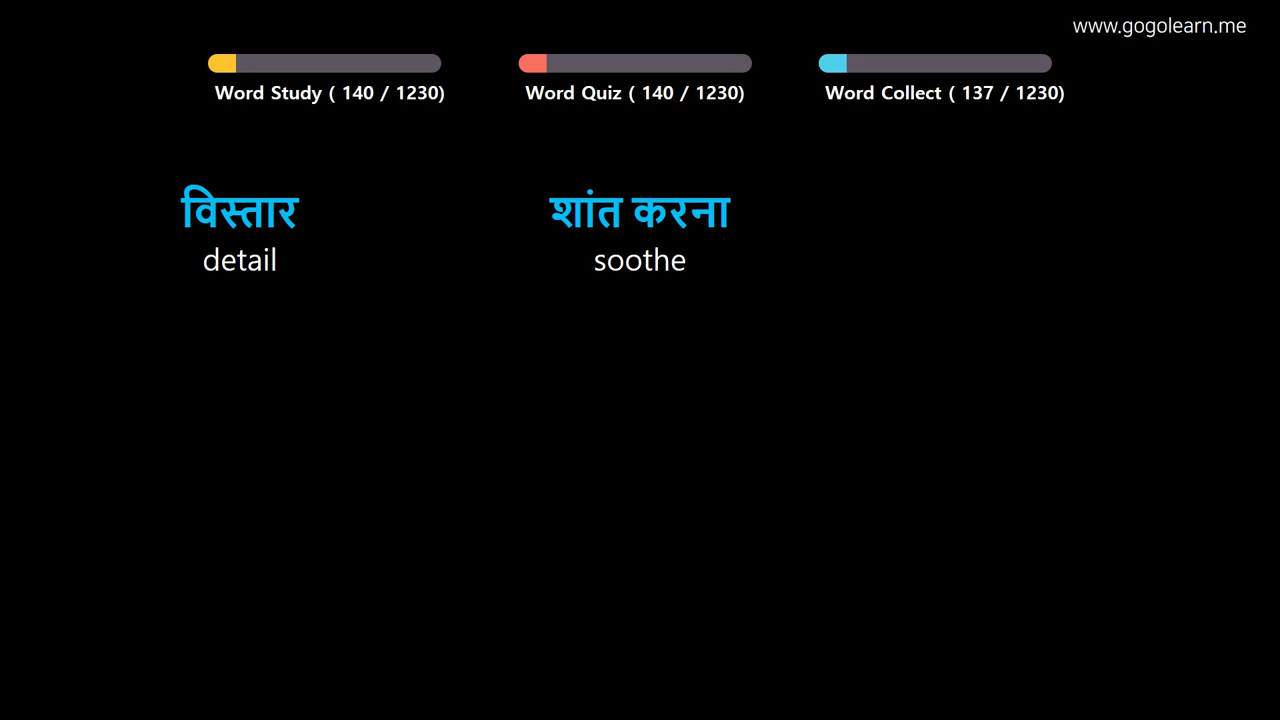 www.gogolearn.me
Word Study ( 140 / 1230)
Word Quiz ( 140 / 1230)
Word Collect ( 137 / 1230)
विस्तार
detail
शांत करना
soothe